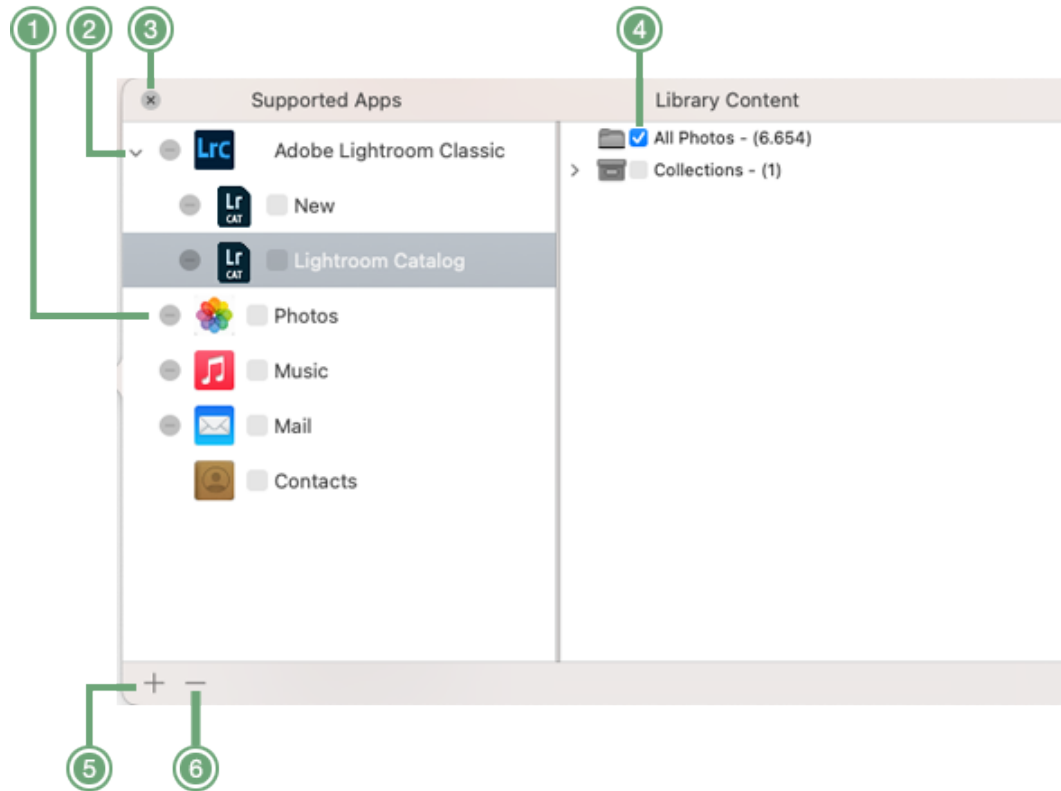 1 2 3 4
Supported Apps Library Content
Lrc Adobe Lightroom Classic All Photos - (6.654)
Collections - (1)
Lr CAT New
Lr CAT Lightroom Catalog
Photos
Music
Mail
Contacts
5 6